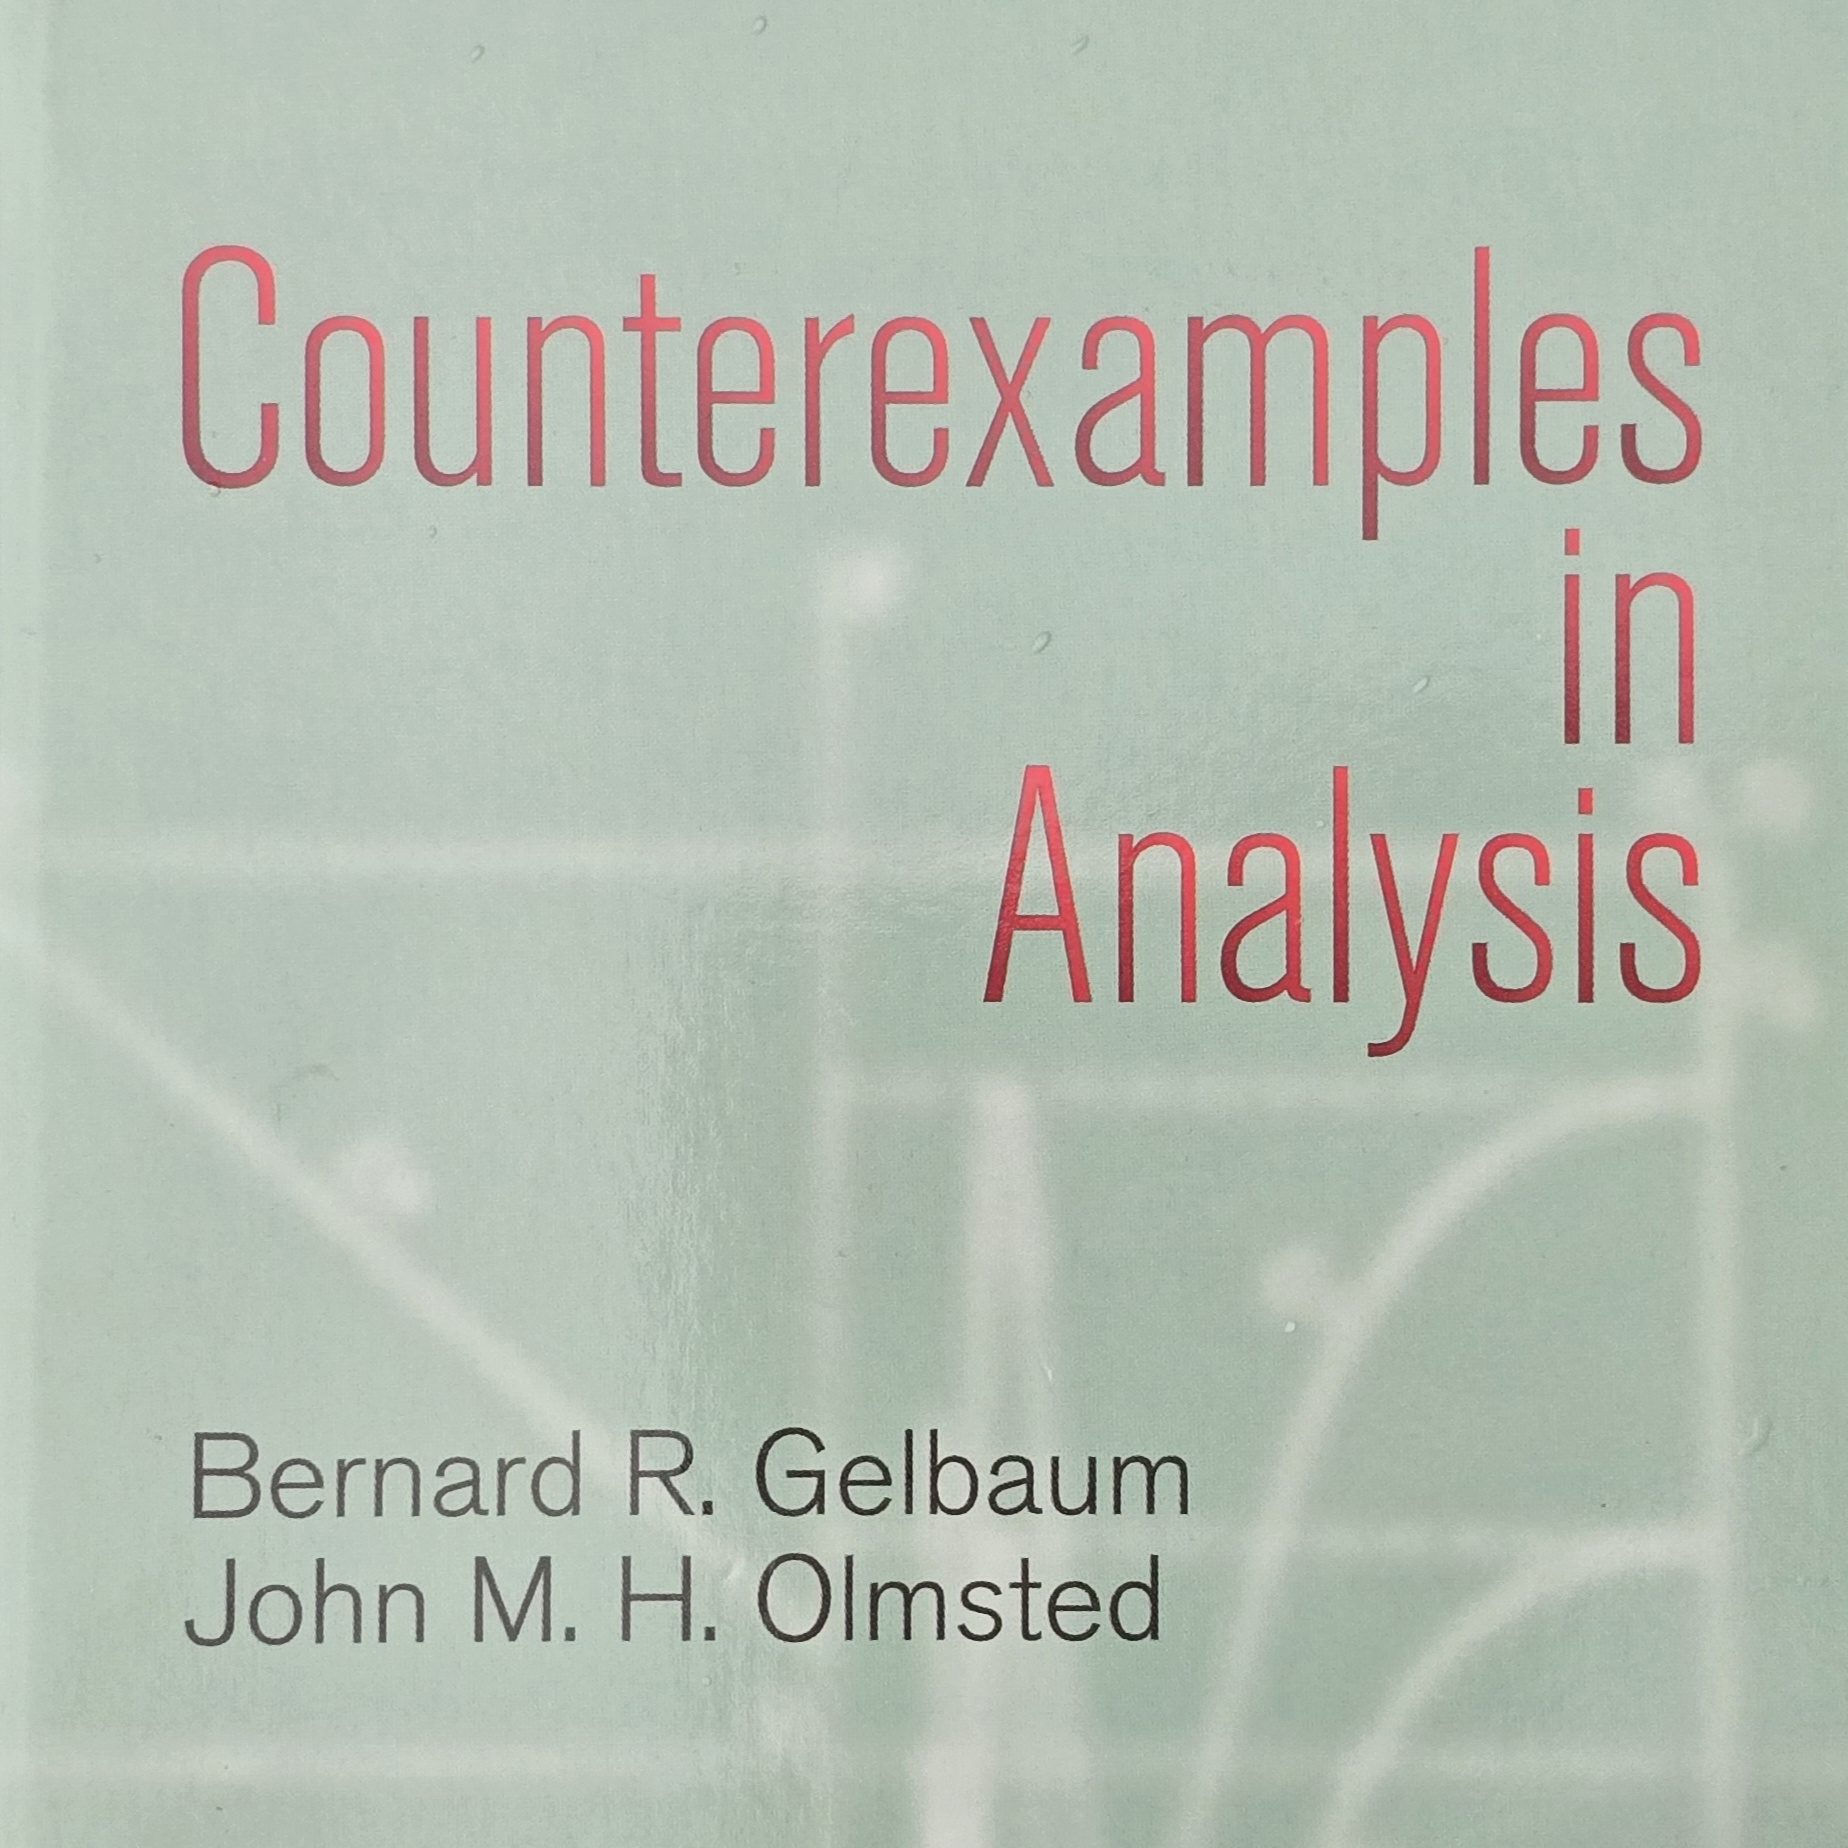 Counterexamples
in
Analysis
Bernard R. Gelbaum
John M. H. Olmsted